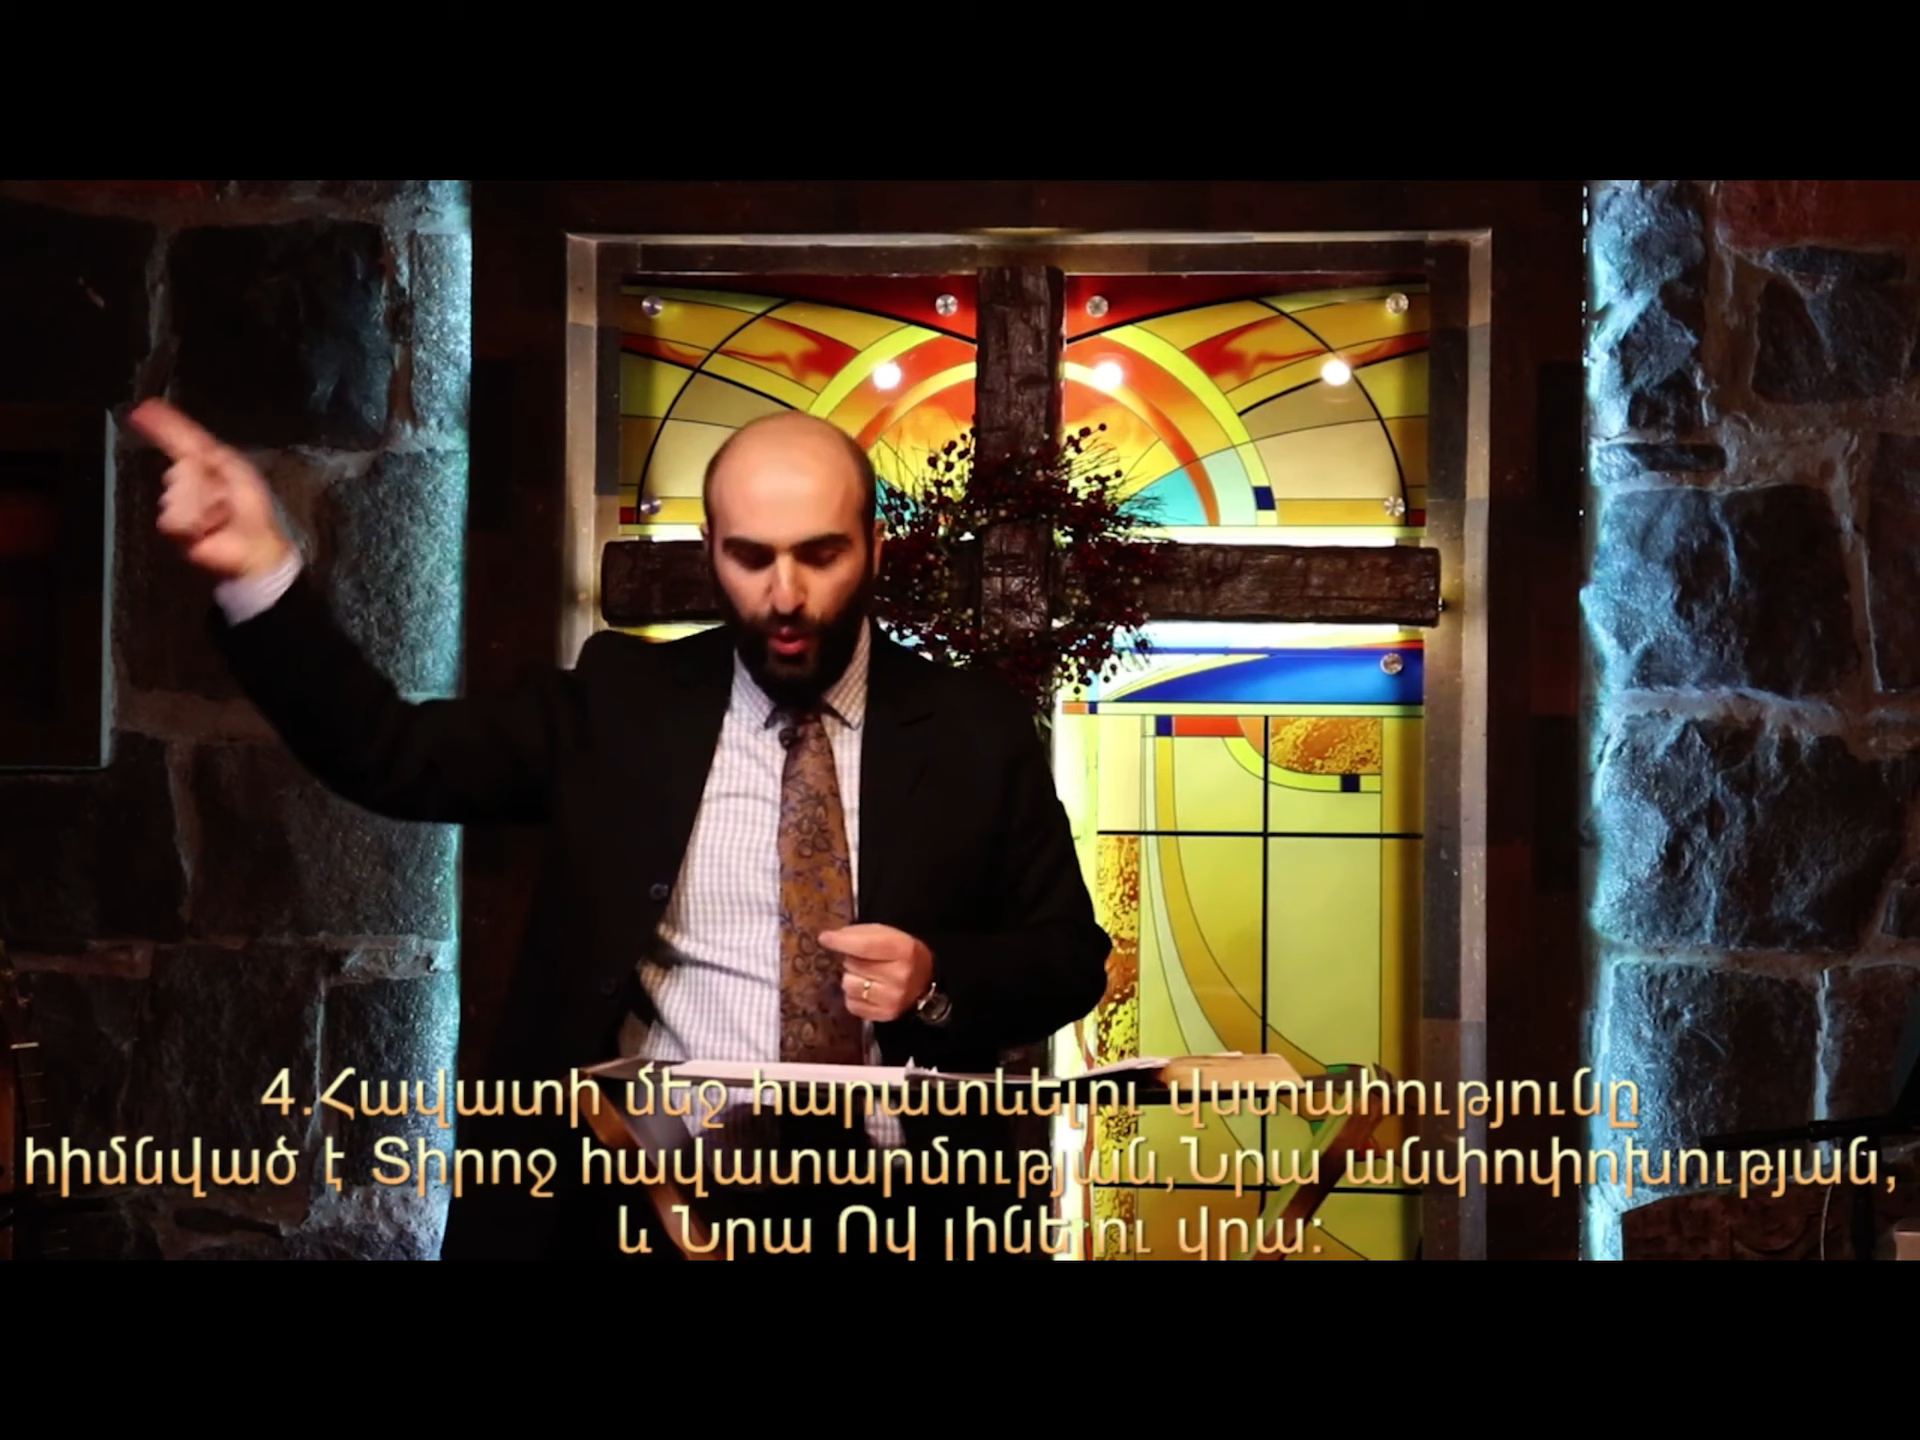 4.Հավատի մեջ հարատևելու վստահությունը
հիմնված է Տիրոջ հավատարմության,Նրա անփոփոխության,
և Նրա Ով լինելու վրա: